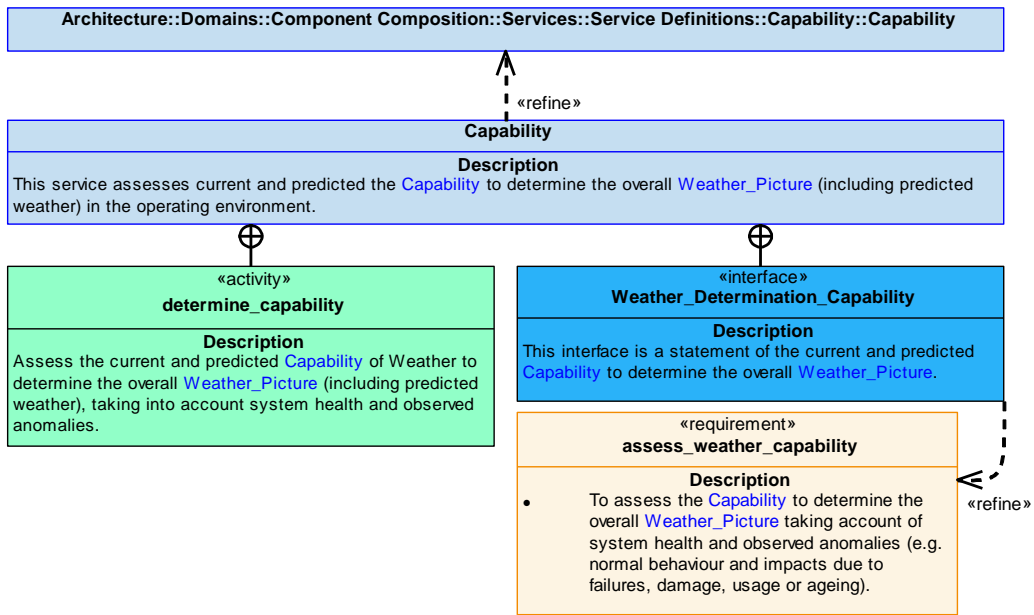 Architecture::Domains::Component Composition::Services::Service Definitions::Capability::Capability
«refine»
Capability
Description
This service assesses current and predicted the Capability to determine the overall Weather_Picture (including predicted
weather) in the operating environment.
«activity»
determine_capability
Description
Assess the current and predicted Capability of Weather to
determine the overall Weather_Picture (including predicted
weather), taking into account system health and observed
anomalies.
«interface»
Weather_Determination_Capability
Description
This interface is a statement of the current and predicted
Capability to determine the overall Weather_Picture.
«requirement»
assess_weather_capability
Description
• To assess the Capability to determine the
overall Weather_Picture taking account of
system health and observed anomalies (e.g.
normal behaviour and impacts due to
failures, damage, usage or ageing).
«refine»